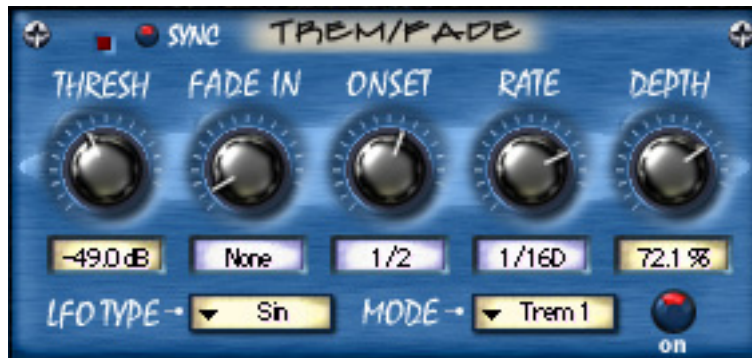 SYNC TREM/FADE
THRESH FADE IN ONSET RATE DEPTH
-49.0 dB None 1/2 1/16D 72.1 %
LFO TYPE Sin MODE Trem 1
on